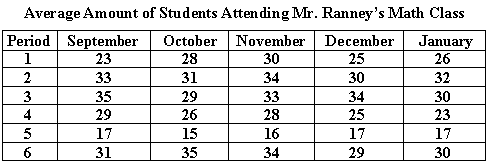 Average Amount of Students Attending Mr. Ranney's Math Class
Period September October November December January
1 23 28 30 25 26
2 33 31 34 30 32
3 35 29 33 34 30
4 29 26 28 25 23
5 17 15 16 17 17
6 31 35 34 29 30